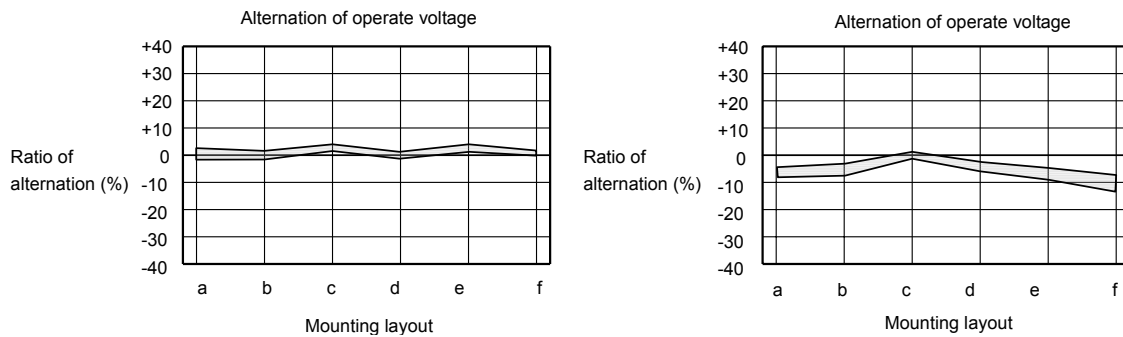 Alternation of operate voltage
+40
+30
+20
+10
0
-10
-20
-30
-40
Ratio of
alternation (%)
a b c d e f
Mounting layout
Alternation of operate voltage
+40
+30
+20
+10
0
-10
-20
-30
-40
Ratio of
alternation (%)
a b c d e f
Mounting layout